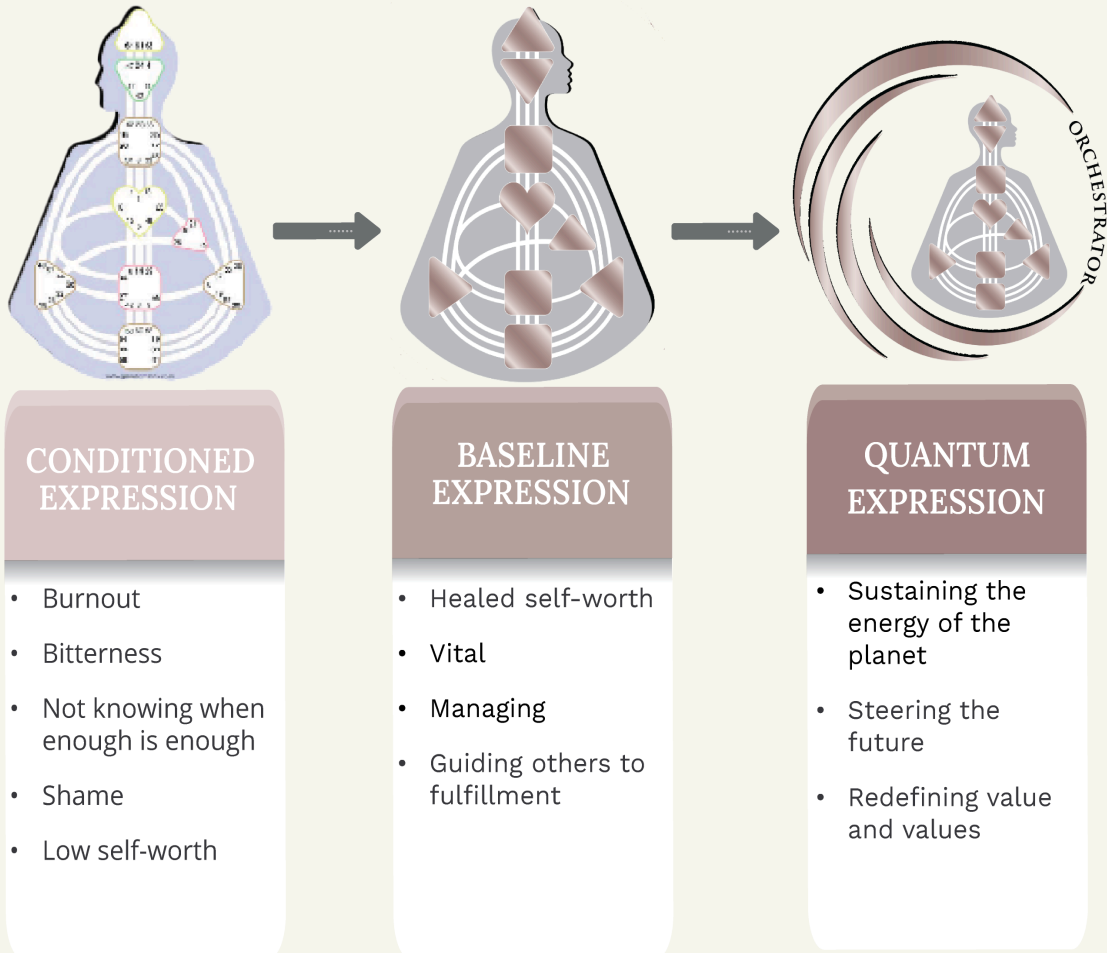 ORCHESTRATOR
CONDITIONED
EXPRESSION
• Burnout
• Bitterness
• Not knowing when
enough is enough
• Shame
• Low self-worth
BASELINE
EXPRESSION
• Healed self-worth
• Vital
• Managing
• Guiding others to
fulfillment
QUANTUM
EXPRESSION
• Sustaining the
energy of the
planet
• Steering the
future
• Redefining value
and values